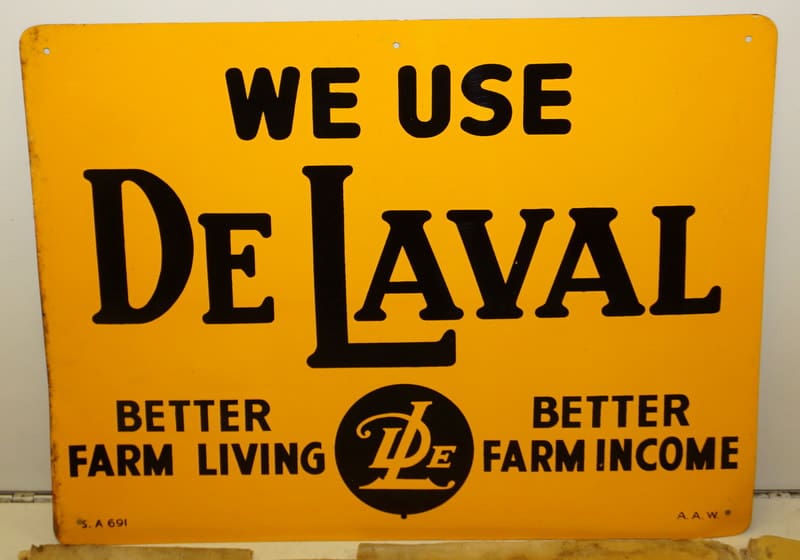 WE USE
DE LAVAL
BETTER
FARM LIVING
DLE
BETTER
FARM INCOME
S. A 691
A. A. W.